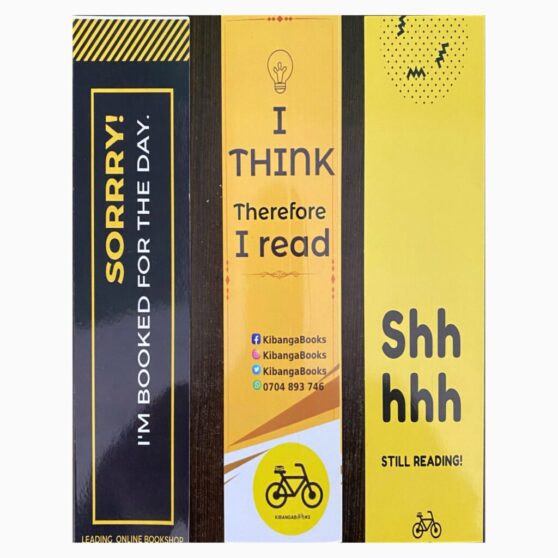 SORRRY!
I'M BOOKED FOR THE DAY.
LEADING ONLINE BOOKSHOP
I
THINK
Therefore
I read
KibangaBooks
KibangaBooks
KibangaBooks
0704 893 746
Shh
hhh
STILL READING!